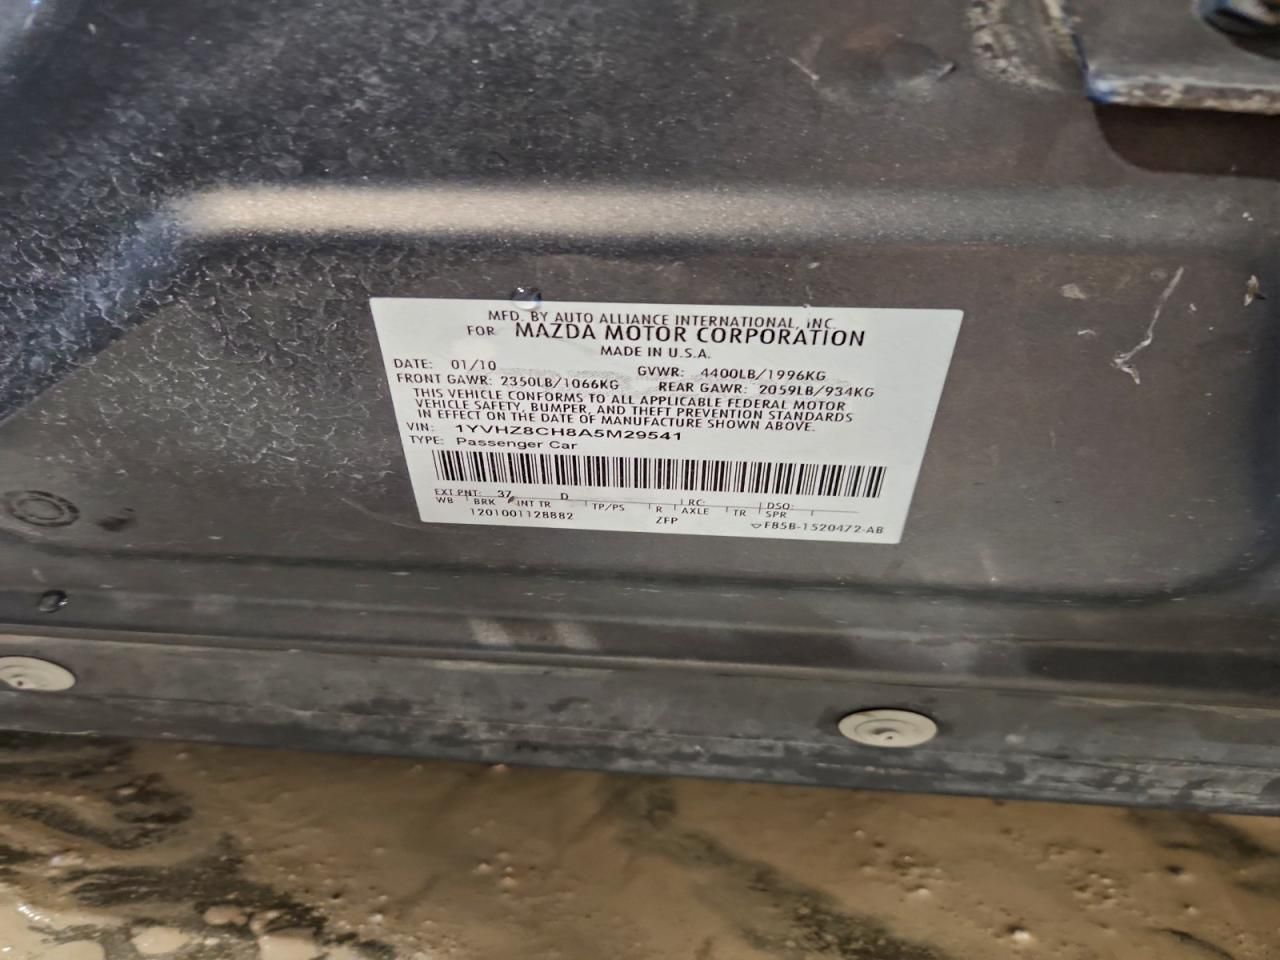 MFD. BY AUTO ALLIANCE INTERNATIONAL, INC.
FOR MAZDA MOTOR CORPORATION
MADE IN U.S.A.
DATE: 01/10 GVWR: 4400LB/1996KG
FRONT GAWR: 2350LB/1066KG REAR GAWR: 2059LB/934KG
THIS VEHICLE CONFORMS TO ALL APPLICABLE FEDERAL MOTOR
VEHICLE SAFETY, BUMPER, AND THEFT PREVENTION STANDARDS
IN EFFECT ON THE DATE OF MANUFACTURE SHOWN ABOVE.
VIN: 1YVHZ8CH8A5M29541
TYPE: Passenger Car
EXT PNT: 37 D RC: DSO:
WB BRK INT TR TP/PS R AXLE TR SPR
1201001128882 ZFP F85B-1520472-AB